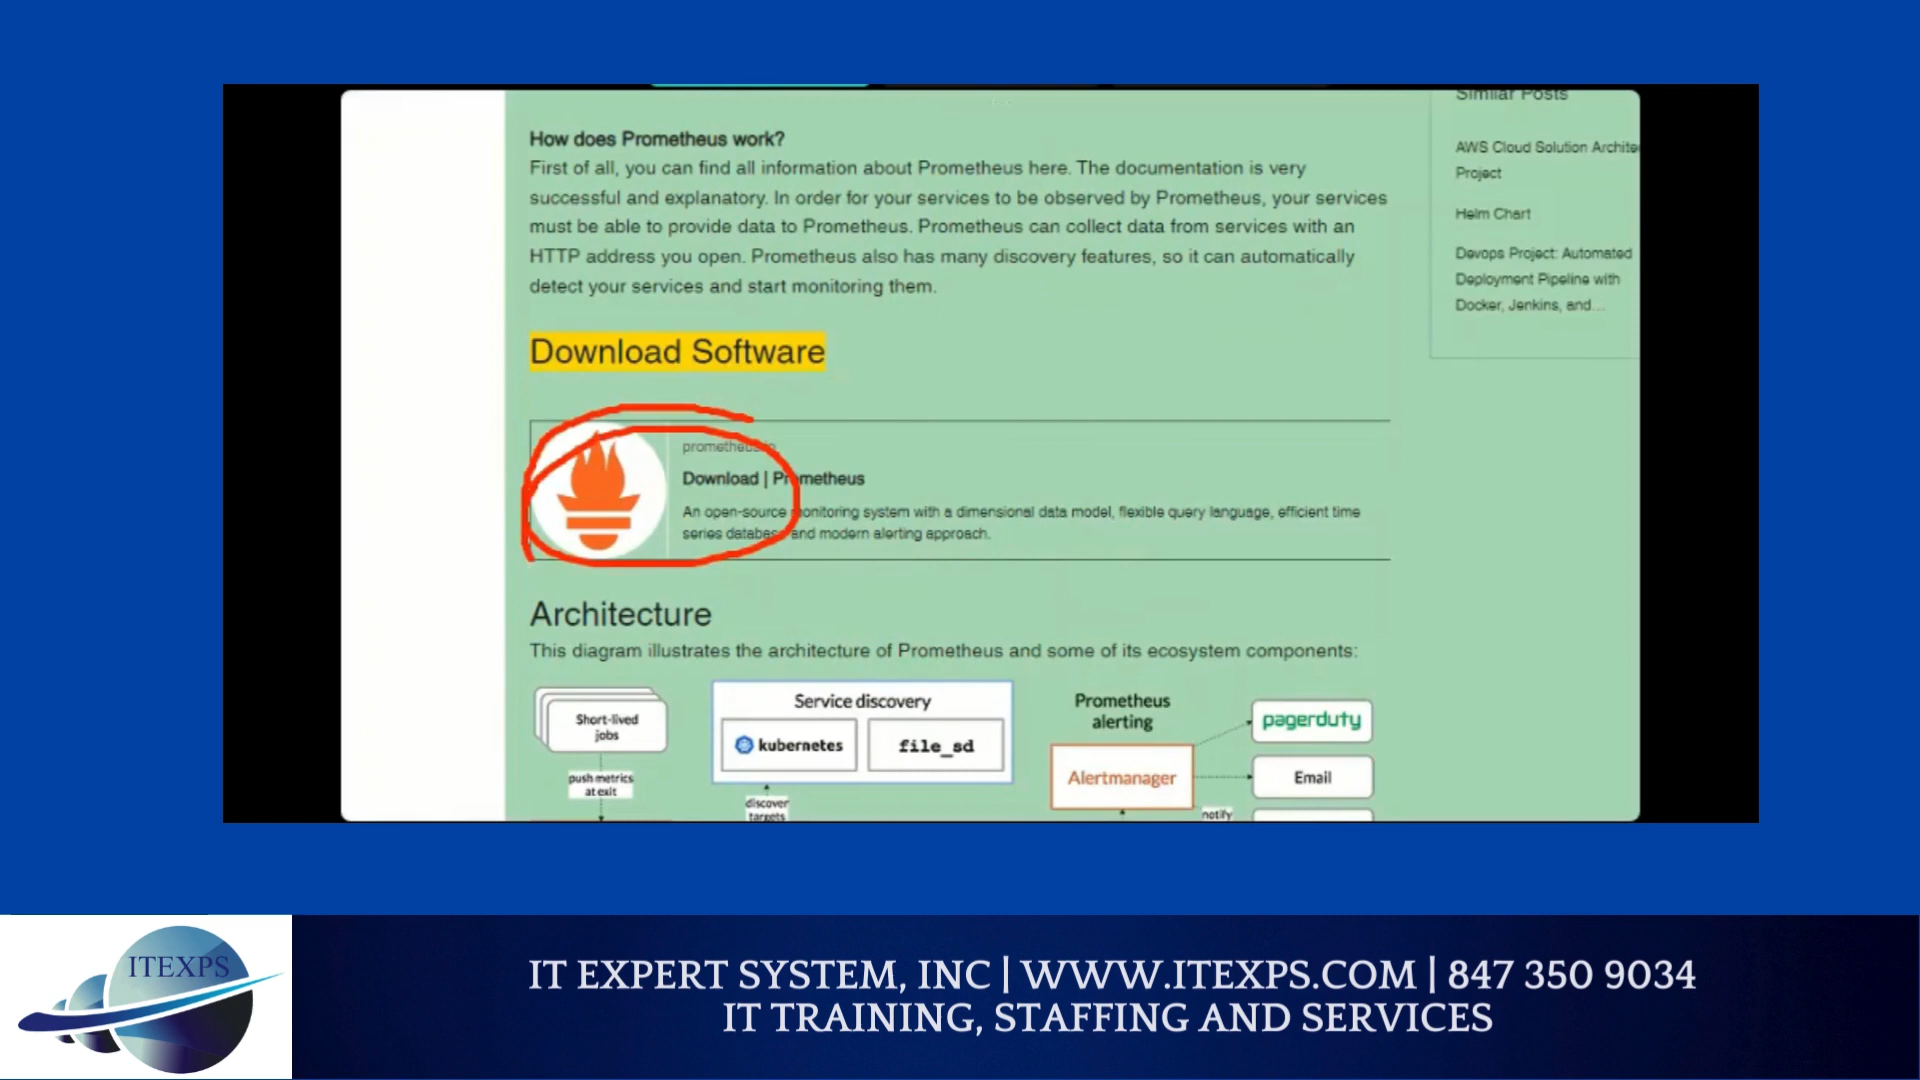 How does Prometheus work?
First of all, you can find all information about Prometheus here. The documentation is very
successful and explanatory. In order for your services to be observed by Prometheus, your services
must be able to provide data to Prometheus. Prometheus can collect data from services with an
HTTP address you open. Prometheus also has many discovery features, so it can automatically
detect your services and start monitoring them.
Download Software
prometheus.io
Download | Prometheus
An open-source monitoring system with a dimensional data model, flexible query language, efficient time
series database and modern alerting approach.
Architecture
This diagram illustrates the architecture of Prometheus and some of its ecosystem components:
Short-lived
jobs
push metrics
at exit
Service discovery
kubernetes
file_sd
discover
targets
Prometheus
alerting
Alertmanager
notify
pagerduty
Email
Similar Posts
AWS Cloud Solution Archite
Project
Helm Chart
Devops Project: Automated
Deployment Pipeline with
Docker, Jenkins, and...
ITEXPS
IT EXPERT SYSTEM, INC | WWW.ITEXPS.COM | 847 350 9034
IT TRAINING, STAFFING AND SERVICES